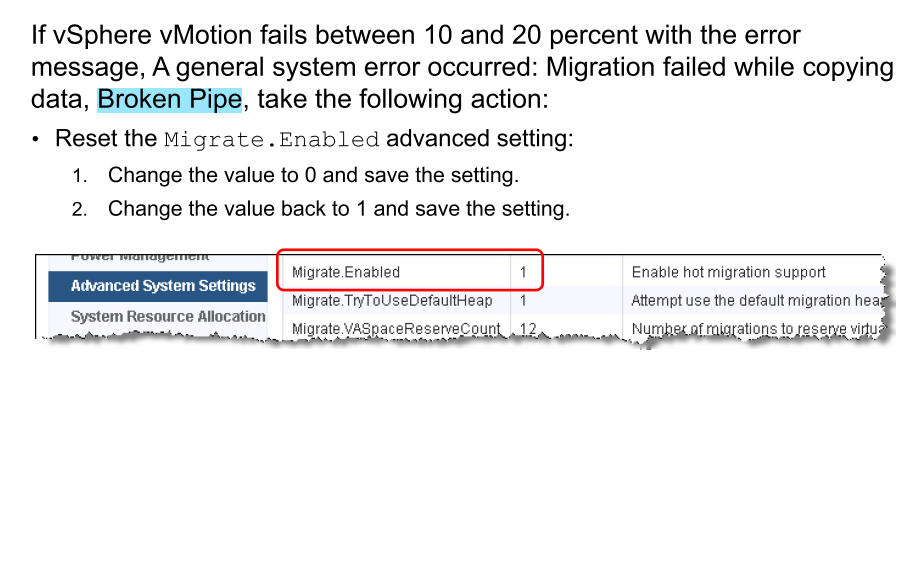 If vSphere vMotion fails between 10 and 20 percent with the error
message, A general system error occurred: Migration failed while copying
data, Broken Pipe, take the following action:
• Reset the Migrate.Enabled advanced setting:
1. Change the value to 0 and save the setting.
2. Change the value back to 1 and save the setting.
Power Management
Migrate.Enabled 1 Enable hot migration support
Advanced System Settings
Migrate.TryToUseDefaultHeap 1 Attempt use the default migration hea
System Resource Allocation
Migrate.VASpaceReserveCount 12 Number of migrations to reserve virtua